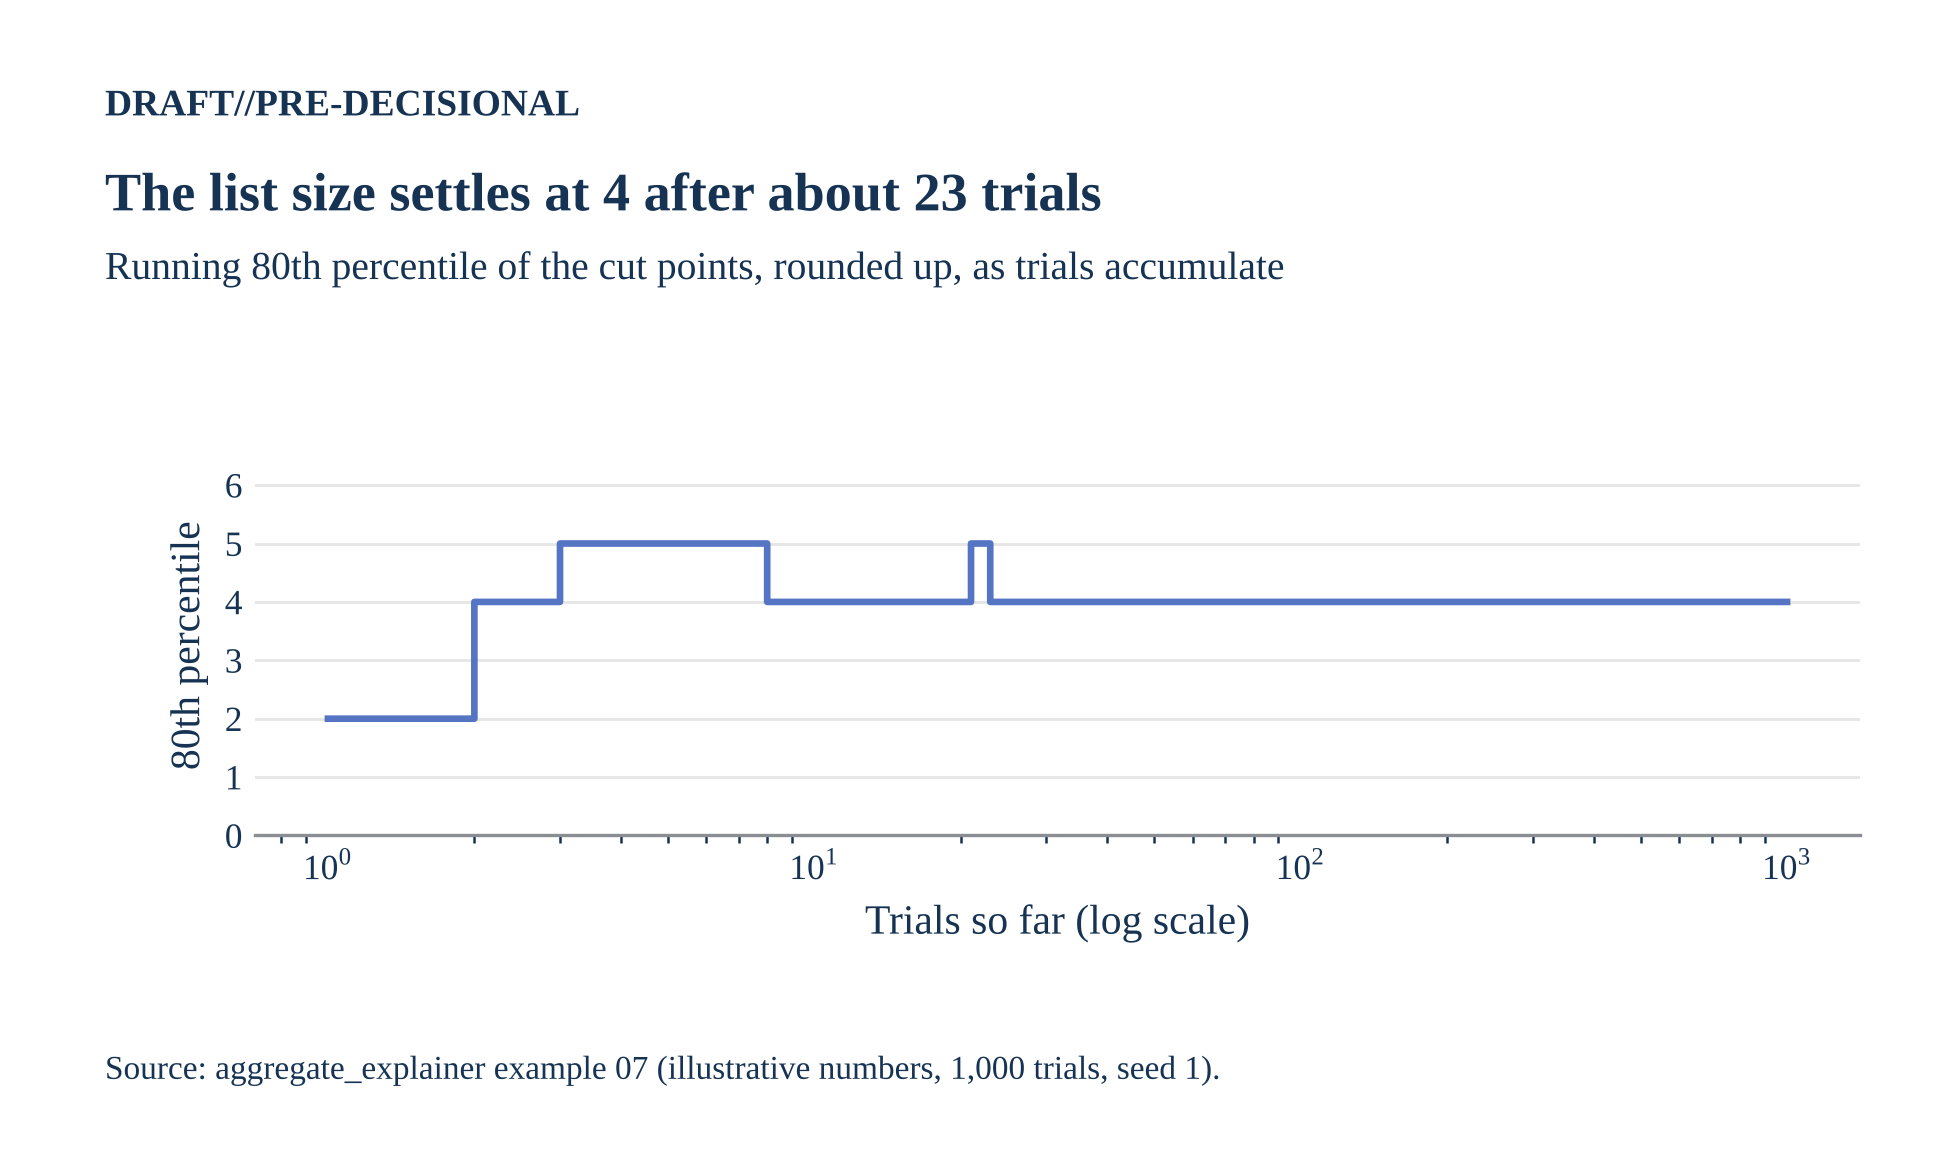 DRAFT//PRE-DECISIONAL
The list size settles at 4 after about 23 trials
Running 80th percentile of the cut points, rounded up, as trials accumulate
80th percentile
6
5
4
3
2
1
0
10⁰ 10¹ 10² 10³
Trials so far (log scale)
Source: aggregate_explainer example 07 (illustrative numbers, 1,000 trials, seed 1).